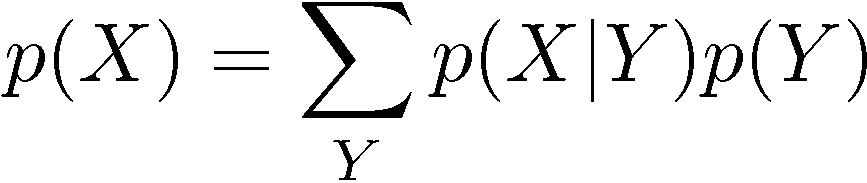 p(X) = ∑_Y p(X|Y)p(Y)